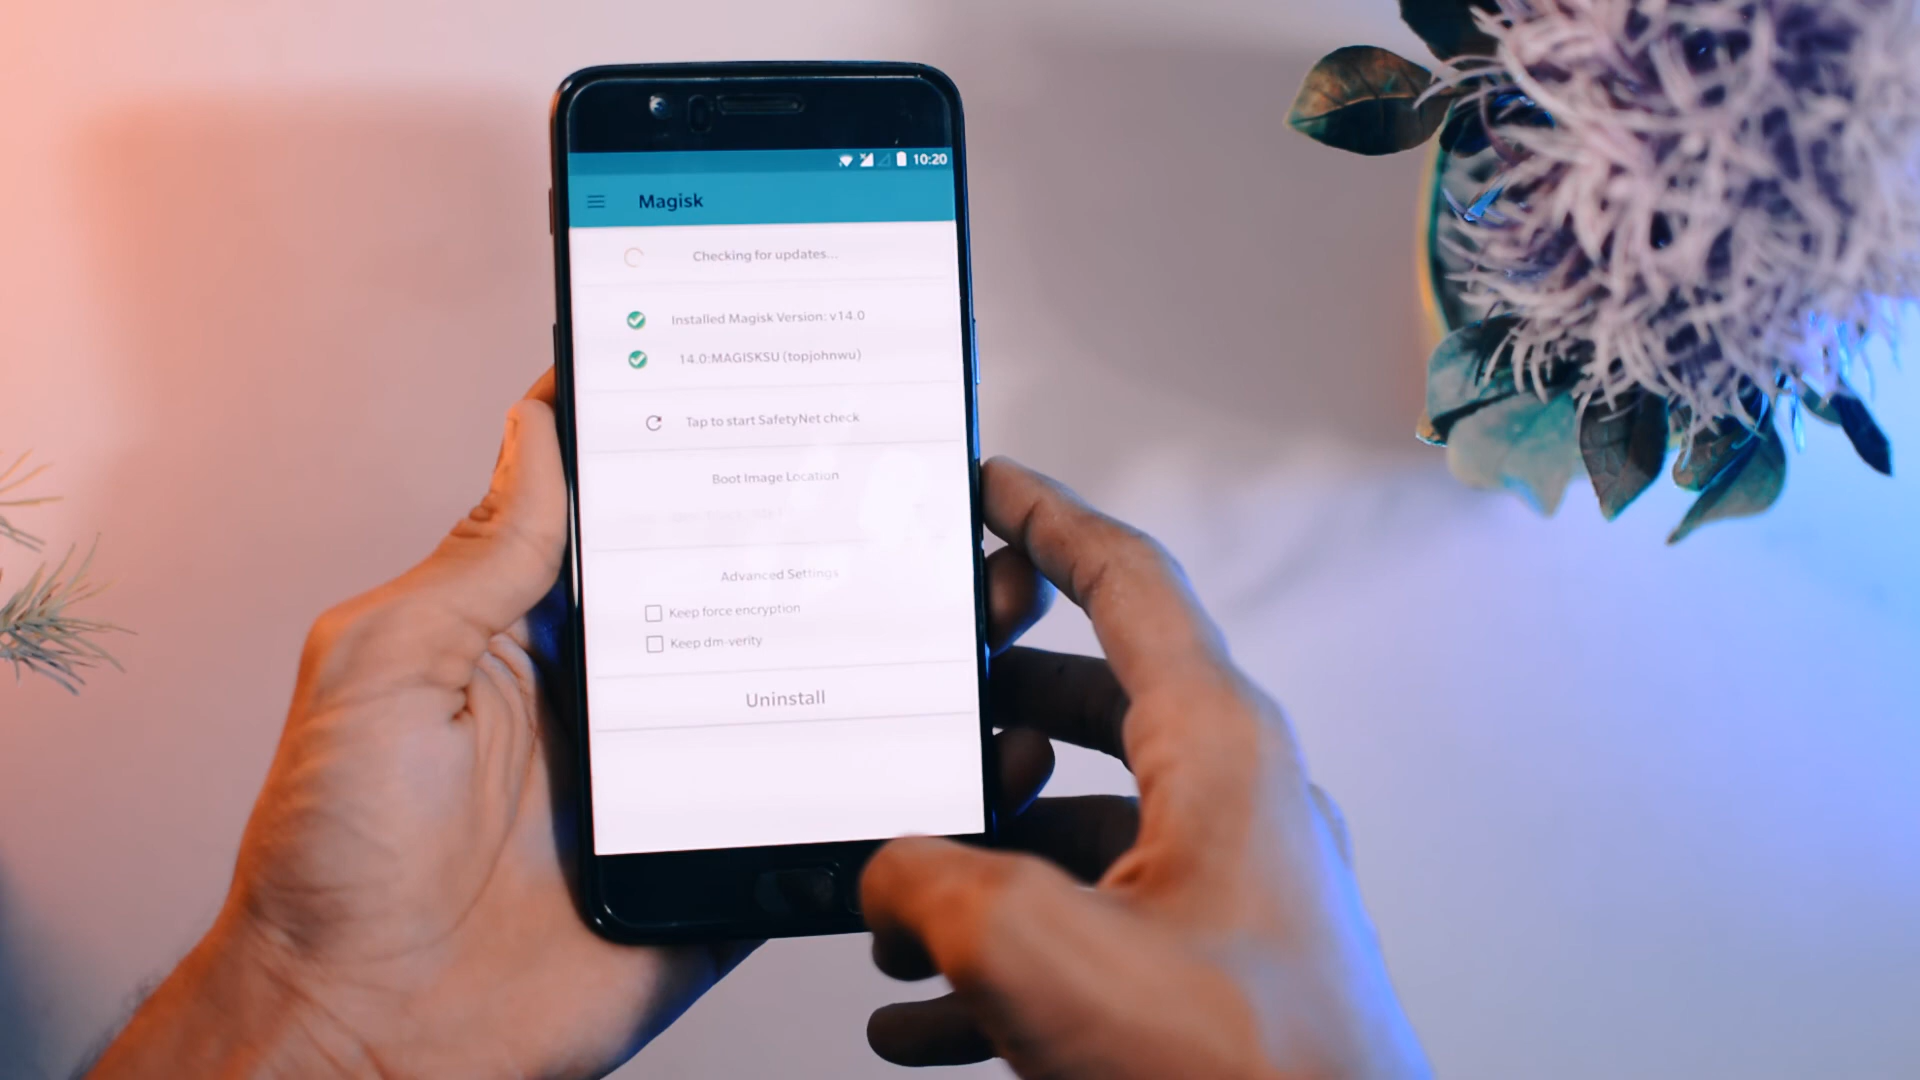 10:20
Magisk
Checking for updates...
Installed Magisk Version: v14.0
14.0:MAGISKSU (topjohnwu)
Tap to start SafetyNet check
Boot Image Location
Advanced Settings
Keep force encryption
Keep dm-verity
Uninstall